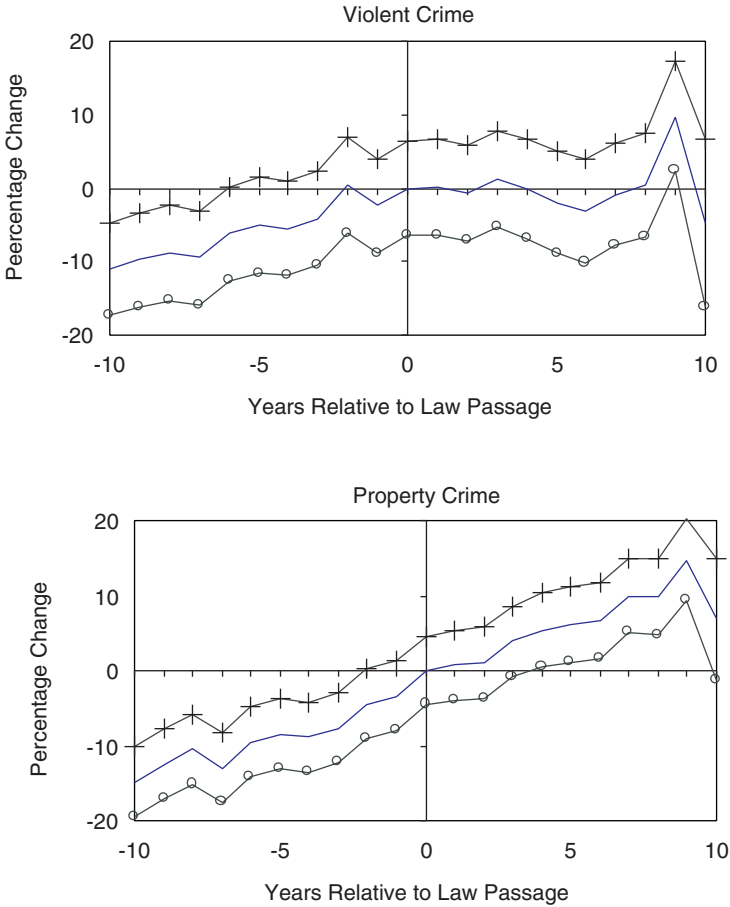 Violent Crime
20
10
0
-10
-20
Peercentage Change
-10 -5 0 5 10
Years Relative to Law Passage
Property Crime
20
10
0
-10
-20
Percentage Change
-10 -5 0 5 10
Years Relative to Law Passage